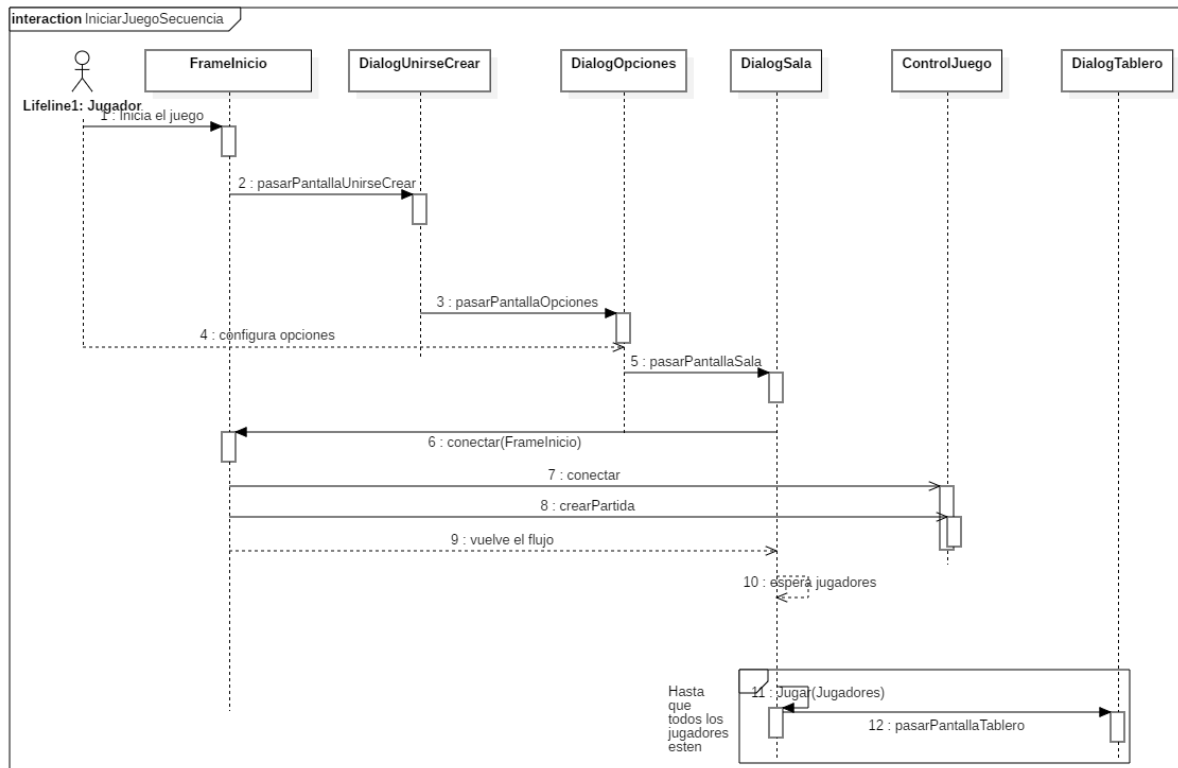 interaction IniciarJuegoSecuencia
FrameInicio
DialogUnirseCrear
DialogOpciones
DialogSala
ControlJuego
DialogTablero
Lifeline1: Jugador
1 : Inicia el juego
2 : pasarPantallaUnirseCrear
3 : pasarPantallaOpciones
4 : configura opciones
5 : pasarPantallaSala
6 : conectar(FrameInicio)
7 : conectar
8 : crearPartida
9 : vuelve el flujo
10 : espera jugadores
Hasta
que
todos los
jugadores
esten
11 : Jugar(Jugadores)
12 : pasarPantallaTablero